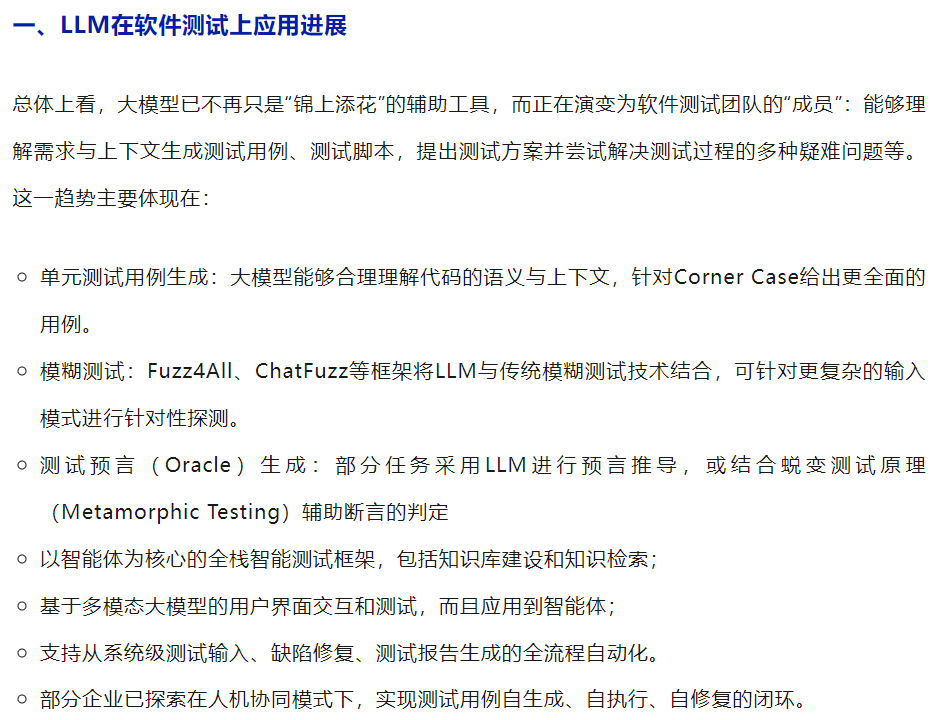 一、LLM在软件测试上应用进展
总体上看，大模型已不再只是“锦上添花”的辅助工具，而正在演变为软件测试团队的“成员”：能够理
解需求与上下文生成测试用例、测试脚本，提出测试方案并尝试解决测试过程的多种疑难问题等。
这一趋势主要体现在：
○ 单元测试用例生成：大模型能够合理理解代码的语义与上下文，针对Corner Case给出更全面的
用例。
○ 模糊测试：Fuzz4All、ChatFuzz等框架将LLM与传统模糊测试技术结合，可针对更复杂的输入
模式进行针对性探测。
○ 测试预言（Oracle）生成：部分任务采用LLM进行预言推导，或结合蜕变测试原理
（Metamorphic Testing）辅助断言的判定
○ 以智能体为核心的全栈智能测试框架，包括知识库建设和知识检索；
○ 基于多模态大模型的用户界面交互和测试，而且应用到智能体；
○ 支持从系统级测试输入、缺陷修复、测试报告生成的全流程自动化。
○ 部分企业已探索在人机协同模式下，实现测试用例自生成、自执行、自修复的闭环。